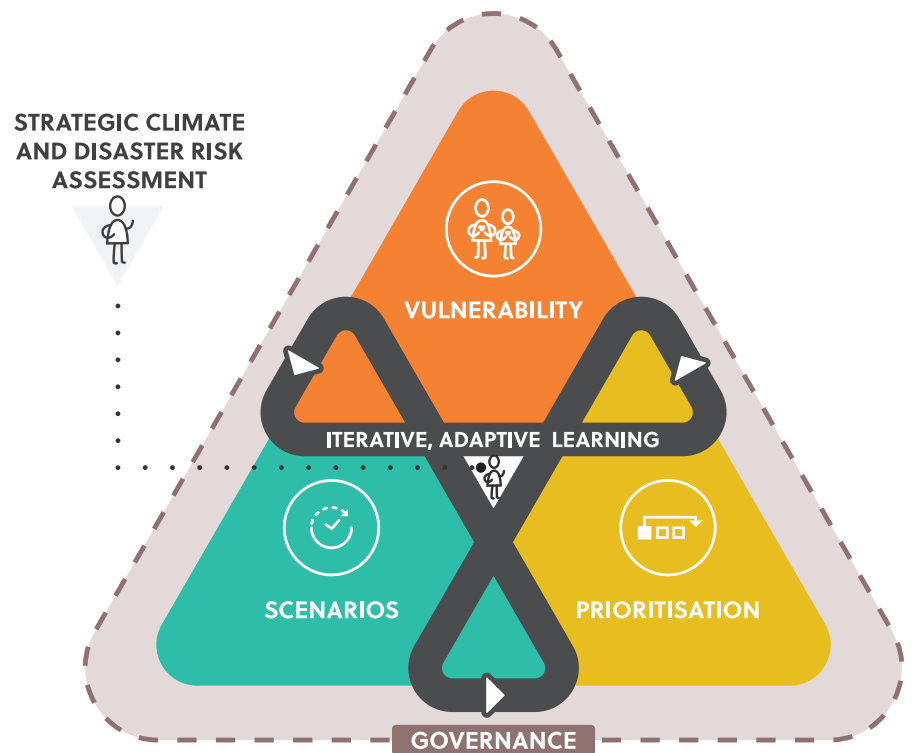 STRATEGIC CLIMATE
AND DISASTER RISK
ASSESSMENT
VULNERABILITY
ITERATIVE, ADAPTIVE LEARNING
SCENARIOS
PRIORITISATION
GOVERNANCE